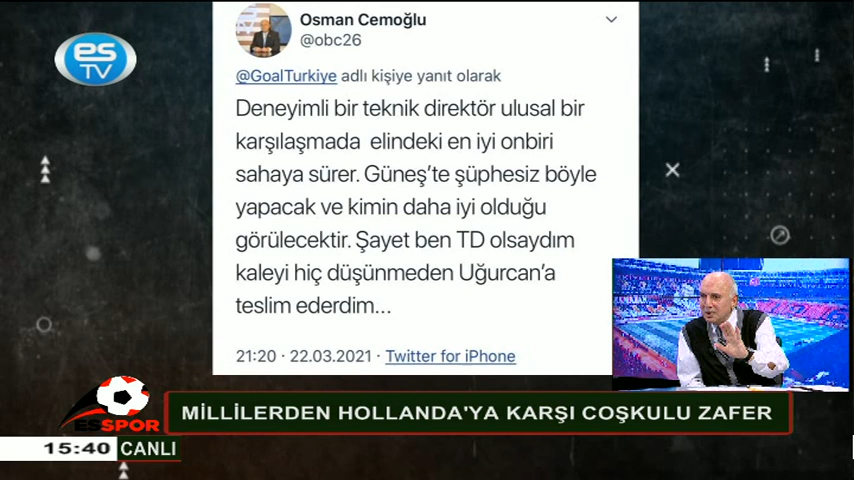 es
TV
Osman Cemoğlu
@obc26
@GoalTurkiye adlı kişiye yanıt olarak
Deneyimli bir teknik direktör ulusal bir
karşılaşmada elindeki en iyi onbiri
sahaya sürer. Güneş’te şüphesiz böyle
yapacak ve kimin daha iyi olduğu
görülecektir. Şayet ben TD olsaydım
kaleyi hiç düşünmeden Uğurcan’a
teslim ederdim...
21:20 · 22.03.2021 · Twitter for iPhone
ESSPOR
MİLLİLERDEN HOLLANDA'YA KARŞI COŞKULU ZAFER
15:40 CANLI